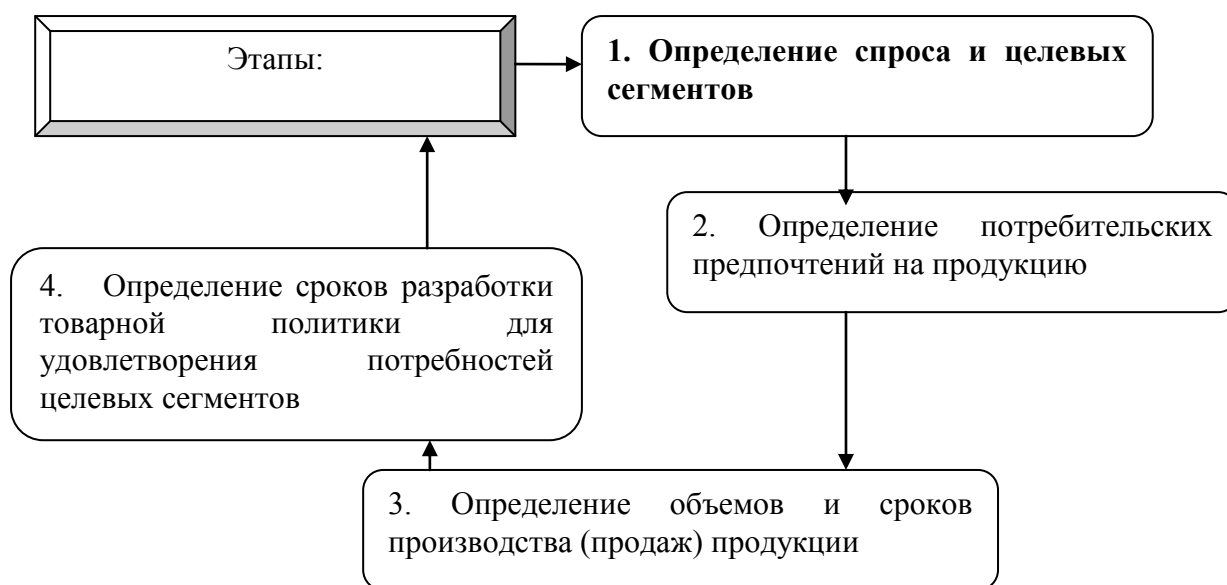 Этапы:
1. Определение спроса и целевых
сегментов
2. Определение потребительских
предпочтений на продукцию
4. Определение сроков разработки
товарной политики для
удовлетворения потребностей
целевых сегментов
3. Определение объемов и сроков
производства (продаж) продукции